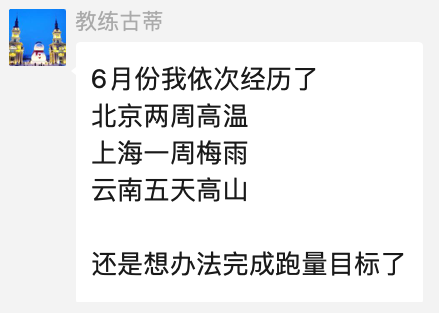 教练古蒂
6月份我依次经历了
北京两周高温
上海一周梅雨
云南五天高山
还是想办法完成跑量目标了